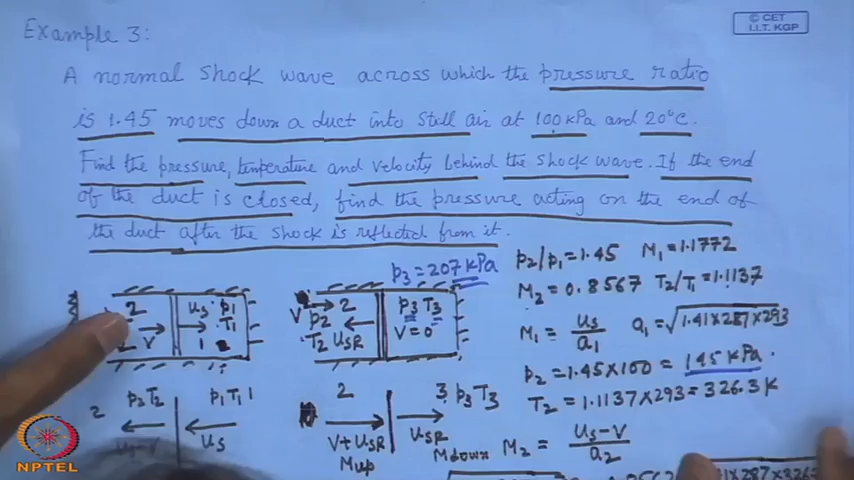 Example 3:
© CET
I.I.T. KGP
A normal shock wave across which the pressure ratio
is 1.45 moves down a duct into still air at 100 kPa and 20°C.
Find the pressure, temperature and velocity behind the shock wave. If the end
of the duct is closed, find the pressure acting on the end of
the duct after the shock is reflected from it.
p3 = 207 kPa
p2/p1 = 1.45 M1 = 1.1772
M2 = 0.8567 T2/T1 = 1.1137
M1 = us/a1 a1 = √1.41×287×293
p2 = 1.45×100 = 145 kPa.
T2 = 1.1137×293 = 326.3 K
M2 = (us-V)/a2
2 V us p1 T1 1
V 2 p2 T2 USR p3 T3 V=0
2 p2 T2 p1 T1 1 us
2 3 p3 T3
V+USR USR
Mup Mdown
NPTEL